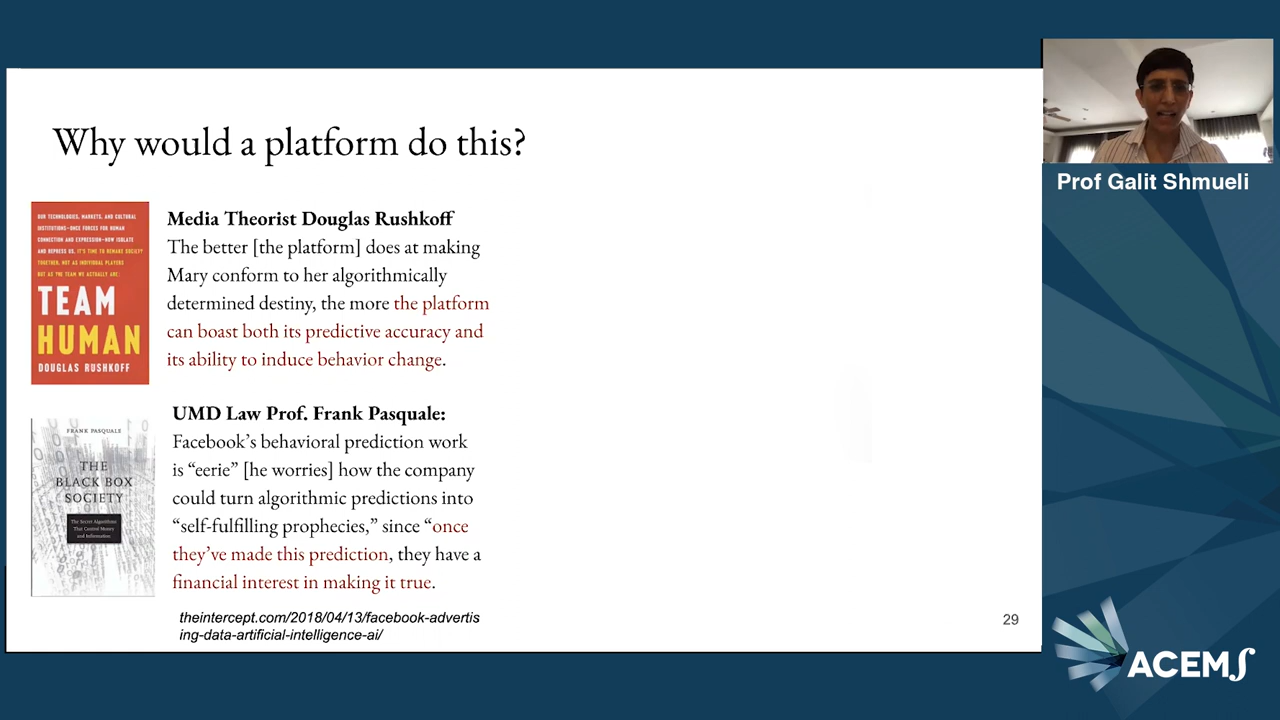 Why would a platform do this?
OUR TECHNOLOGIES, MARKETS, AND CULTURAL
INSTITUTIONS—ONCE FORCES FOR HUMAN
CONNECTION AND EXPRESSION—NOW ISOLATE
AND REPRESS US. IT'S TIME TO REMAKE SOCIETY
TOGETHER, NOT AS INDIVIDUAL PLAYERS
BUT AS THE TEAM WE ACTUALLY ARE:
TEAM
HUMAN
DOUGLAS RUSHKOFF
Media Theorist Douglas Rushkoff
The better [the platform] does at making
Mary conform to her algorithmically
determined destiny, the more the platform
can boast both its predictive accuracy and
its ability to induce behavior change.
FRANK PASQUALE
THE
BLACK BOX
SOCIETY
The Secret Algorithms
That Control Money
and Information
UMD Law Prof. Frank Pasquale:
Facebook's behavioral prediction work
is “eerie” [he worries] how the company
could turn algorithmic predictions into
“self-fulfilling prophecies,” since “once
they've made this prediction, they have a
financial interest in making it true.
theintercept.com/2018/04/13/facebook-advertis
ing-data-artificial-intelligence-ai/
29
Prof Galit Shmueli
ACEMS